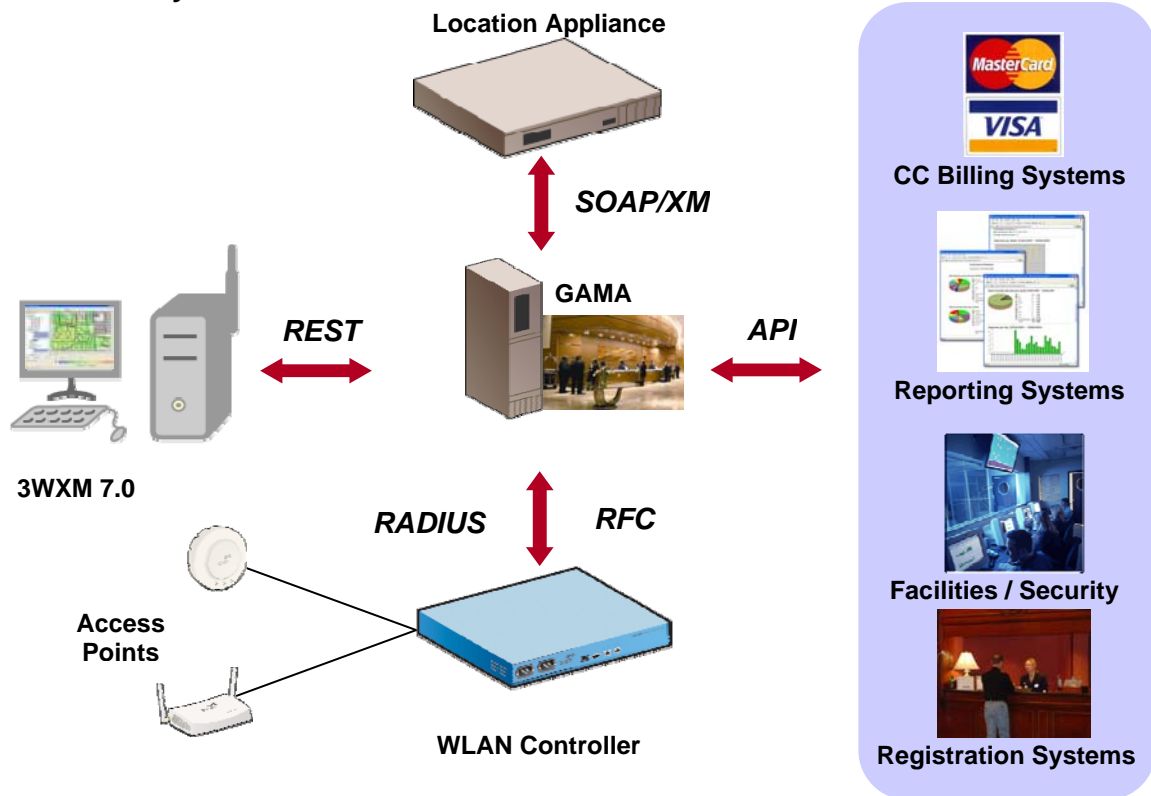 Location Appliance
MasterCard
VISA
CC Billing Systems
SOAP/XM
GAMA
REST
API
Reporting Systems
3WXM 7.0
RADIUS
RFC
Facilities / Security
Access
Points
WLAN Controller
Registration Systems